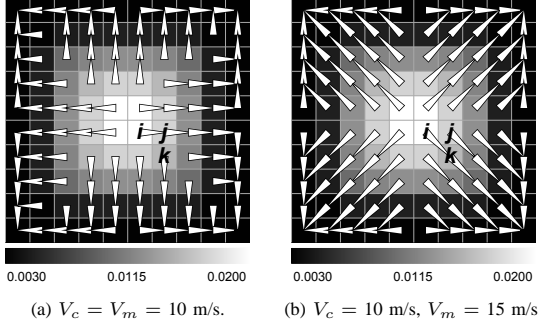 i j i j
k k
0.0030 0.0115 0.0200 0.0030 0.0115 0.0200
(a) V_c = V_m = 10 m/s. (b) V_c = 10 m/s, V_m = 15 m/s